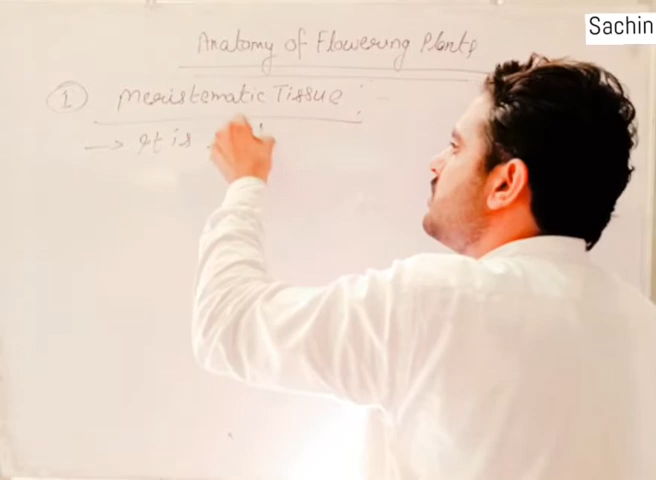 Sachin
Anatomy of Flowering Plants
① Meristematic Tissue :
→ It is